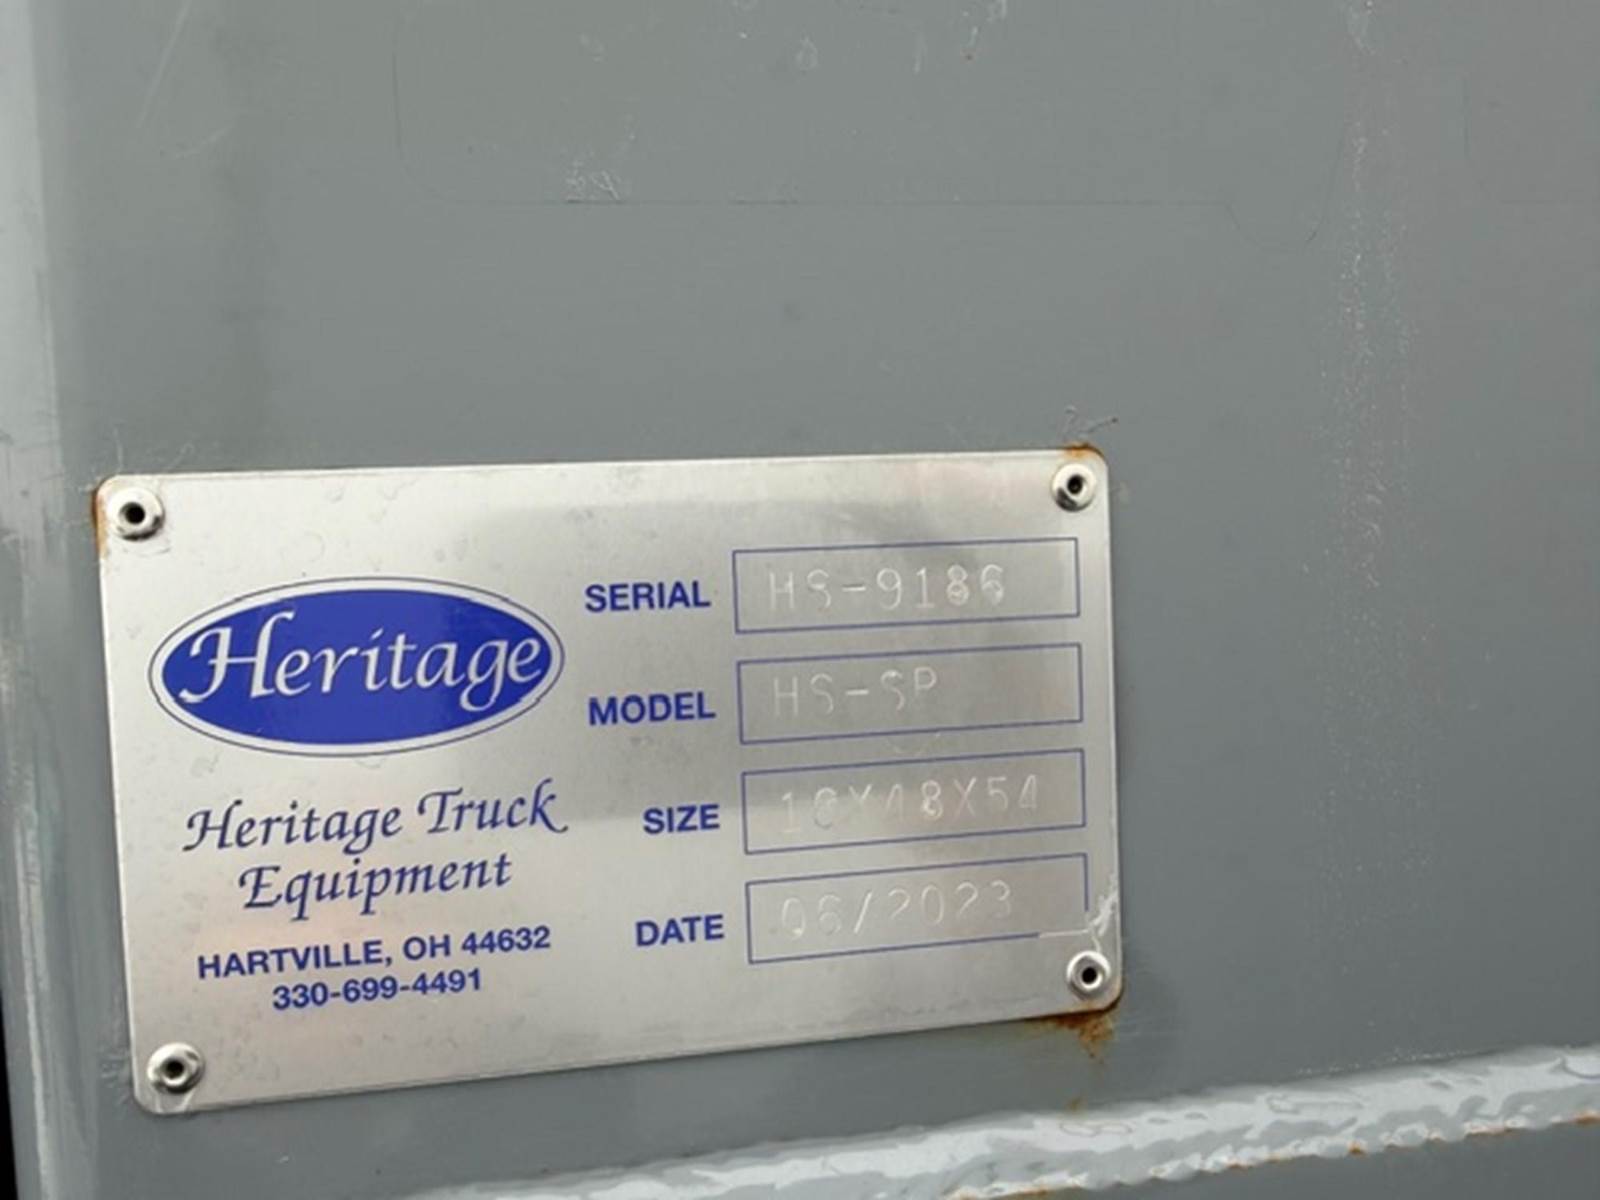 Heritage
Heritage Truck
Equipment
HARTVILLE, OH 44632
330-699-4491
SERIAL HS-9186
MODEL HS-SP
SIZE 10X48X54
DATE 06/2023